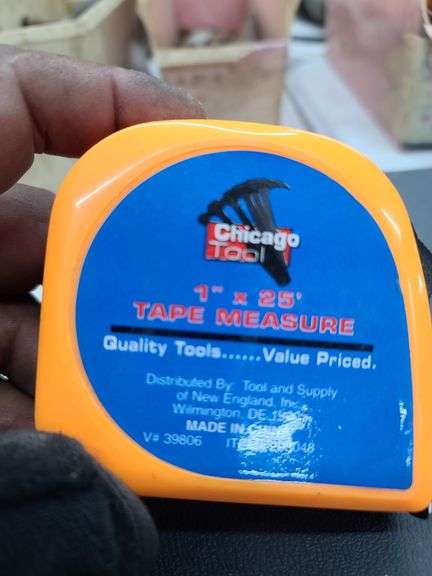 Chicago
Tool
1" x 25'
TAPE MEASURE
Quality Tools......Value Priced.
Distributed By: Tool and Supply
of New England, Inc.
Wilmington, DE
MADE IN
V# 39806